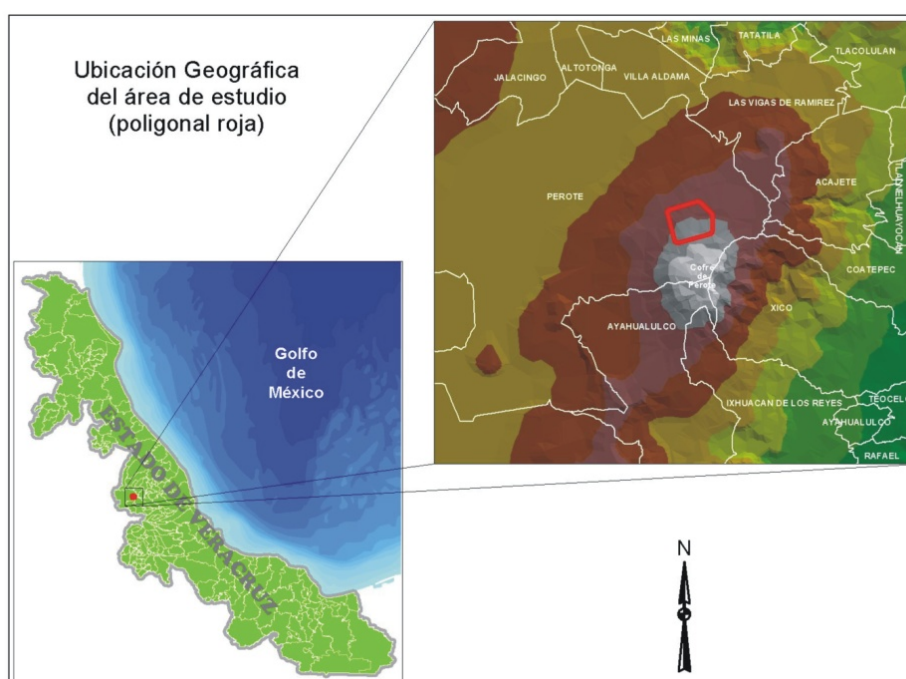 Ubicación Geográfica
del área de estudio
(poligonal roja)
LAS MINAS
TATATILA
TLACOLULAN
JALACINGO
ALTOTONGA
VILLA ALDAMA
LAS VIGAS DE RAMIREZ
PEROTE
ACAJETE
TLALNELHUAYOCAN
COATEPEC
Cofre
de
Perote
AYAHUALULCO
XICO
IXHUACAN DE LOS REYES
TEOCELO
AYAHUALULCO
RAFAEL
Golfo
de
México
ESTADO DE VERACRUZ
N